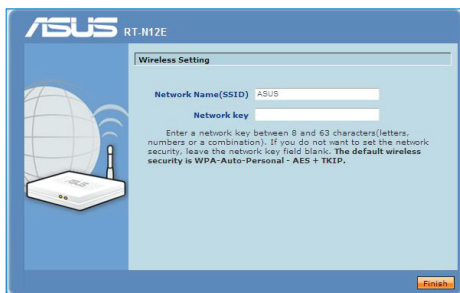 ASUS RT-N12E
Wireless Setting
Network Name(SSID) ASUS
Network key
Enter a network key between 8 and 63 characters(letters,
numbers or a combination). If you do not want to set the network
security, leave the network key field blank. The default wireless
security is WPA-Auto-Personal - AES + TKIP.
ASUS
Finish